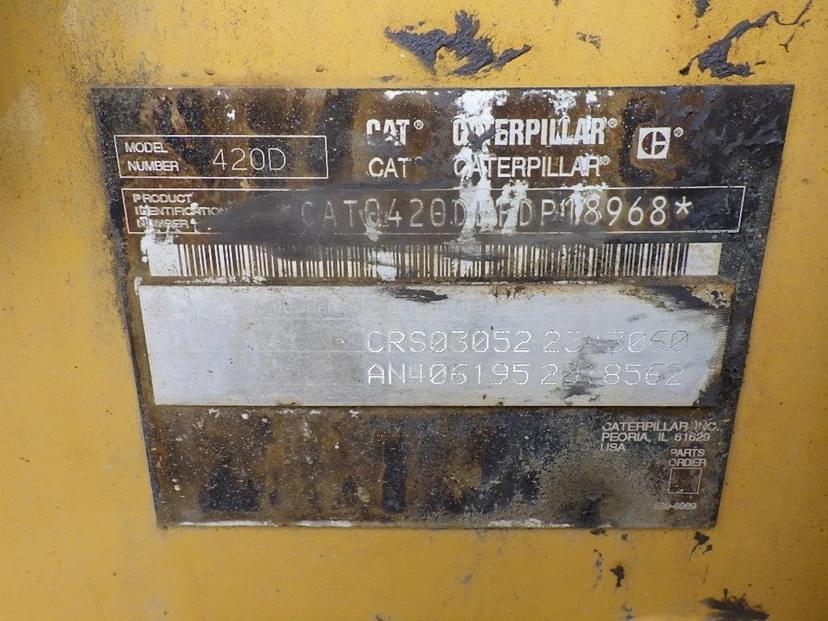 CAT® CATERPILLAR®
CAT® CATERPILLAR®
MODEL
NUMBER 420D
PRODUCT
IDENTIFICATION
NUMBER
CRS03052
AN406195
CATERPILLAR INC.
PEORIA, IL 61629
USA
PARTS
ORDER